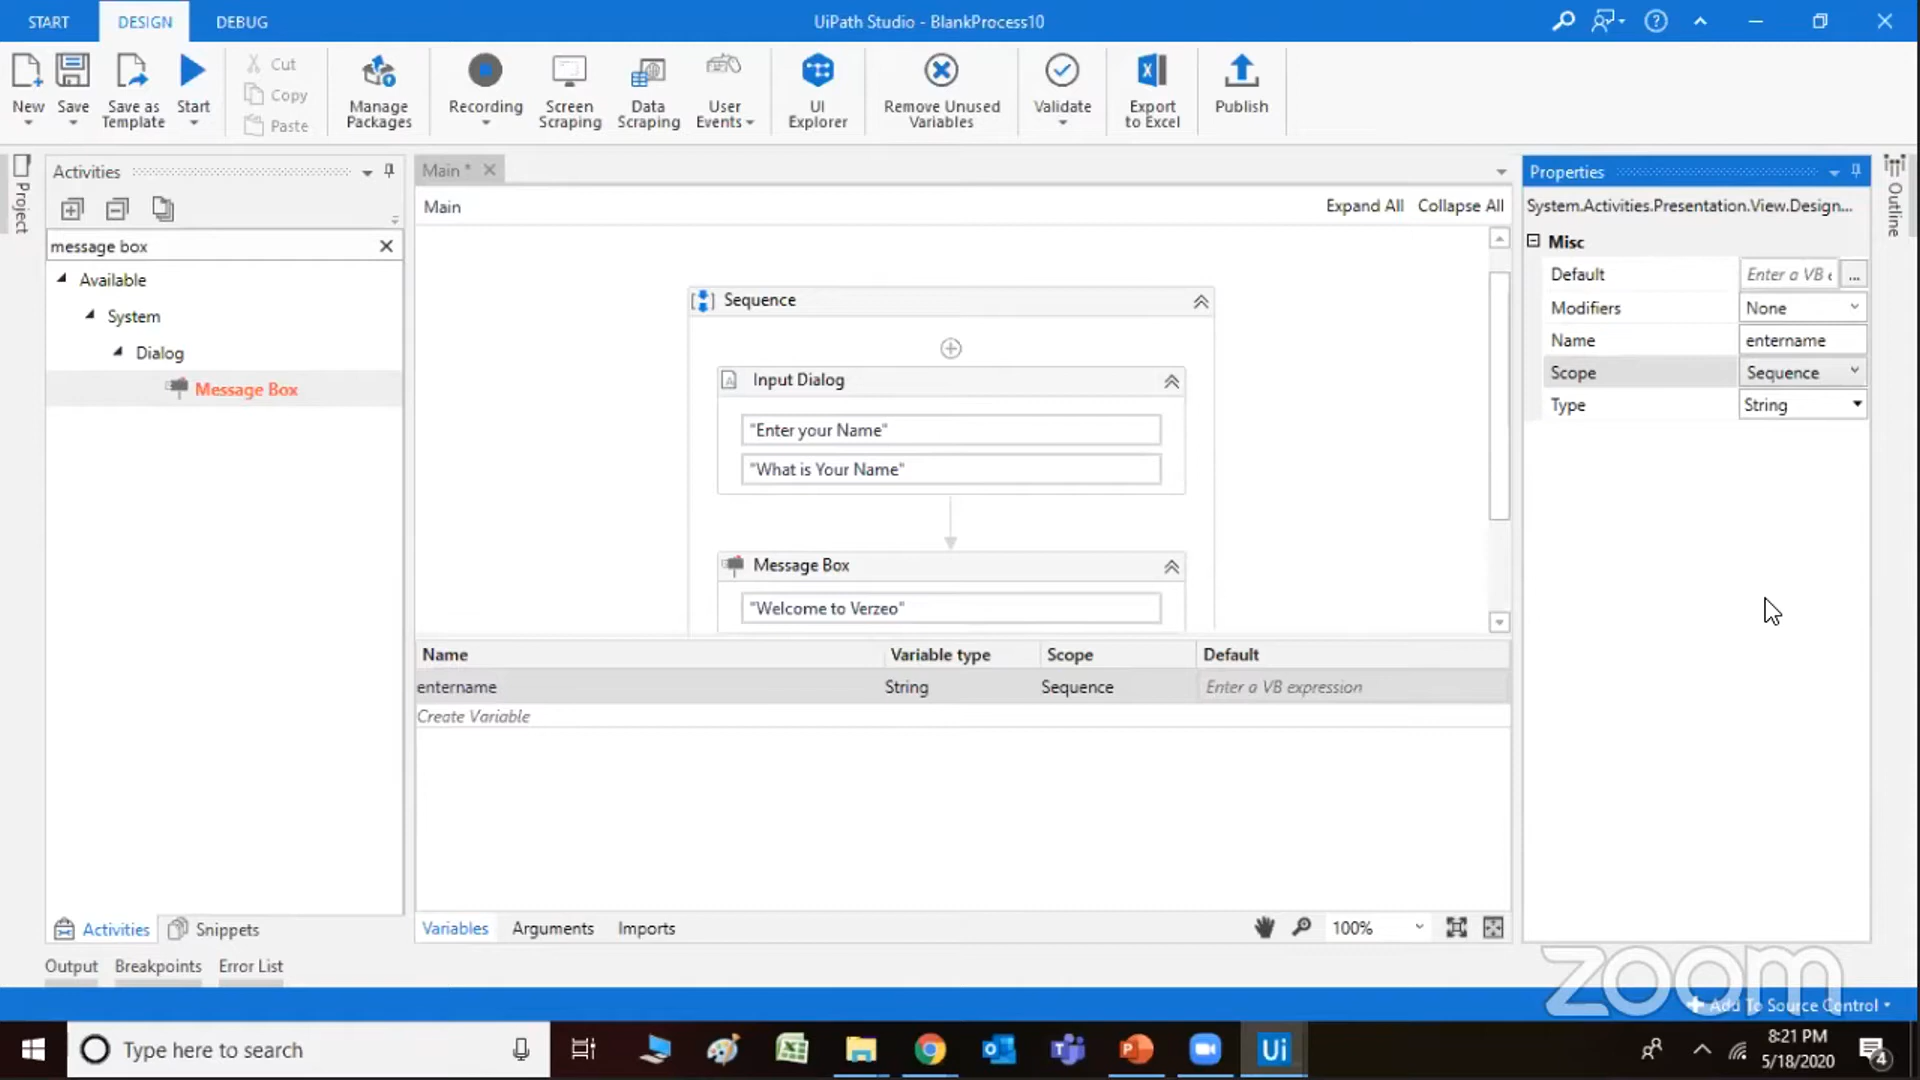 START DESIGN DEBUG UiPath Studio - BlankProcess10
New Save Save as Template Start Cut Copy Paste Manage Packages Recording Screen Scraping Data Scraping User Events UI Explorer Remove Unused Variables Validate Export to Excel Publish
Project
Activities
message box
Available
System
Dialog
Message Box
Activities Snippets
Main *
Main Expand All Collapse All
Sequence
Input Dialog
"Enter your Name"
"What is Your Name"
Message Box
"Welcome to Verzeo"
Name Variable type Scope Default
entername String Sequence Enter a VB expression
Create Variable
Variables Arguments Imports 100%
Properties
System.Activities.Presentation.View.Design...
Misc
Default Enter a VB e ...
Modifiers None
Name entername
Scope Sequence
Type String
Outline
Output Breakpoints Error List
zoom
Add To Source Control
Type here to search
Ui
8:21 PM
5/18/2020
4